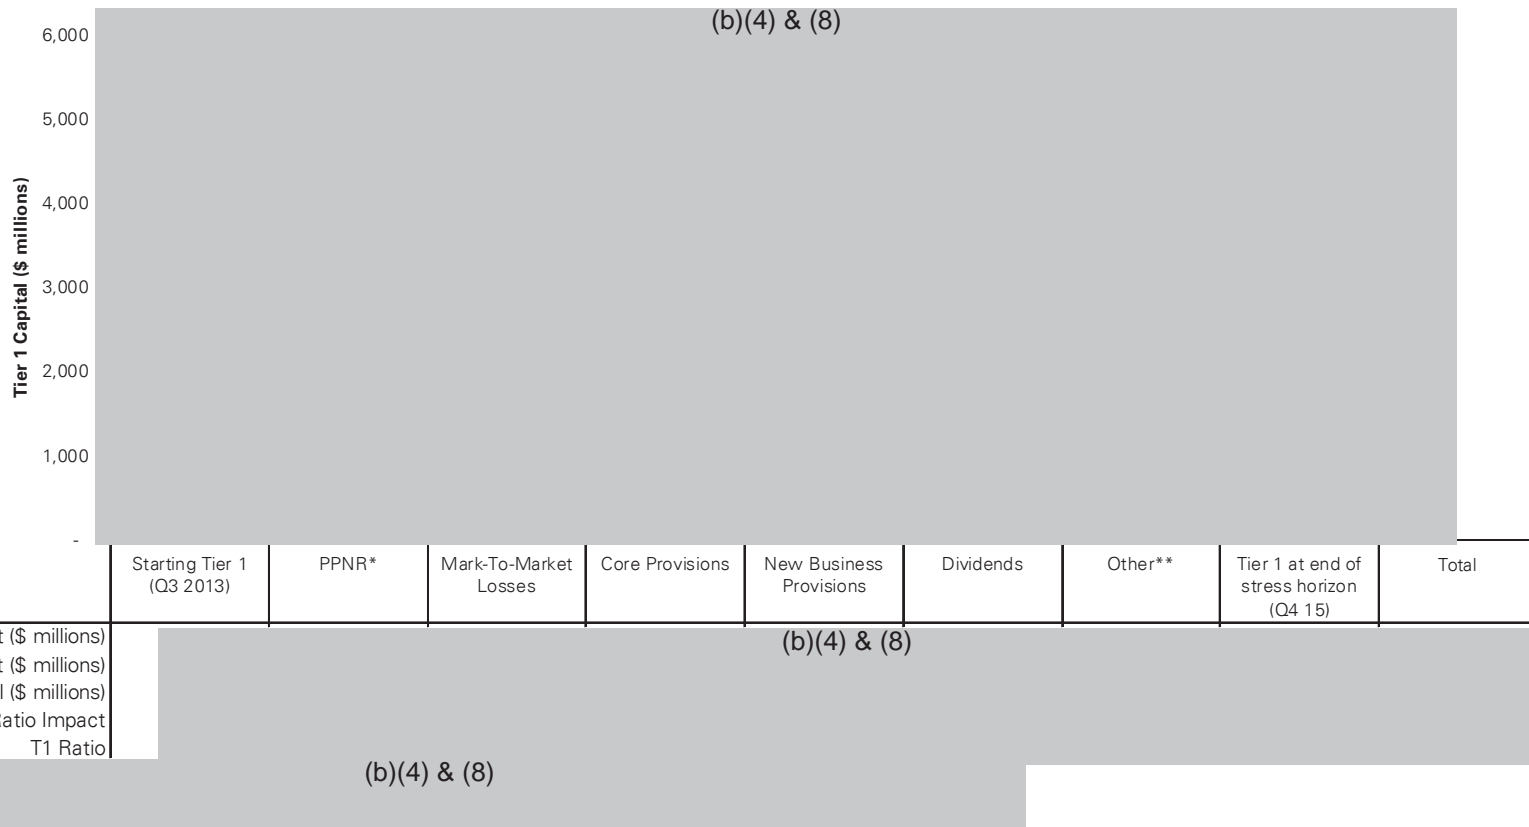 (b)(4) & (8)
6,000
5,000
4,000
3,000
2,000
1,000
-
Tier 1 Capital ($ millions)
Starting Tier 1
(Q3 2013)
PPNR*
Mark-To-Market
Losses
Core Provisions
New Business
Provisions
Dividends
Other**
Tier 1 at end of
stress horizon
(Q4 15)
Total
t ($ millions)
t ($ millions)
l ($ millions)
atio Impact
T1 Ratio
(b)(4) & (8)
(b)(4) & (8)